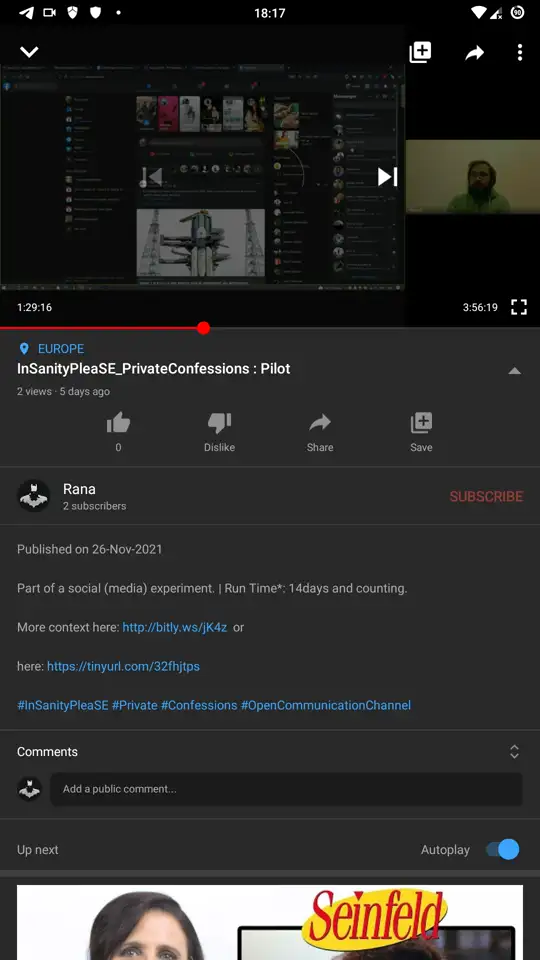 18:17
90
1:29:16
3:56:19
EUROPE
InSanityPleaSE_PrivateConfessions : Pilot
2 views · 5 days ago
0
Dislike
Share
Save
Rana
2 subscribers
SUBSCRIBE
Published on 26-Nov-2021
Part of a social (media) experiment. | Run Time*: 14days and counting.
More context here: http://bitly.ws/jK4z or
here: https://tinyurl.com/32fhjtps
#InSanityPleaSE #Private #Confessions #OpenCommunicationChannel
Comments
Add a public comment...
Up next
Autoplay
Seinfeld